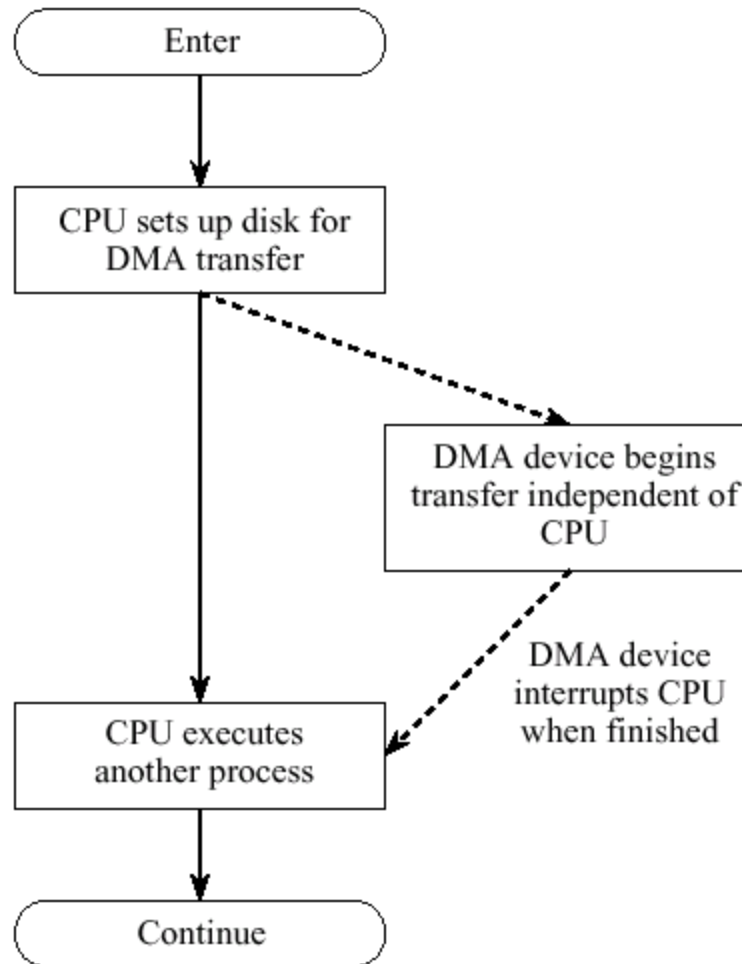 Enter
CPU sets up disk for
DMA transfer
DMA device begins
transfer independent of
CPU
DMA device
interrupts CPU
when finished
CPU executes
another process
Continue